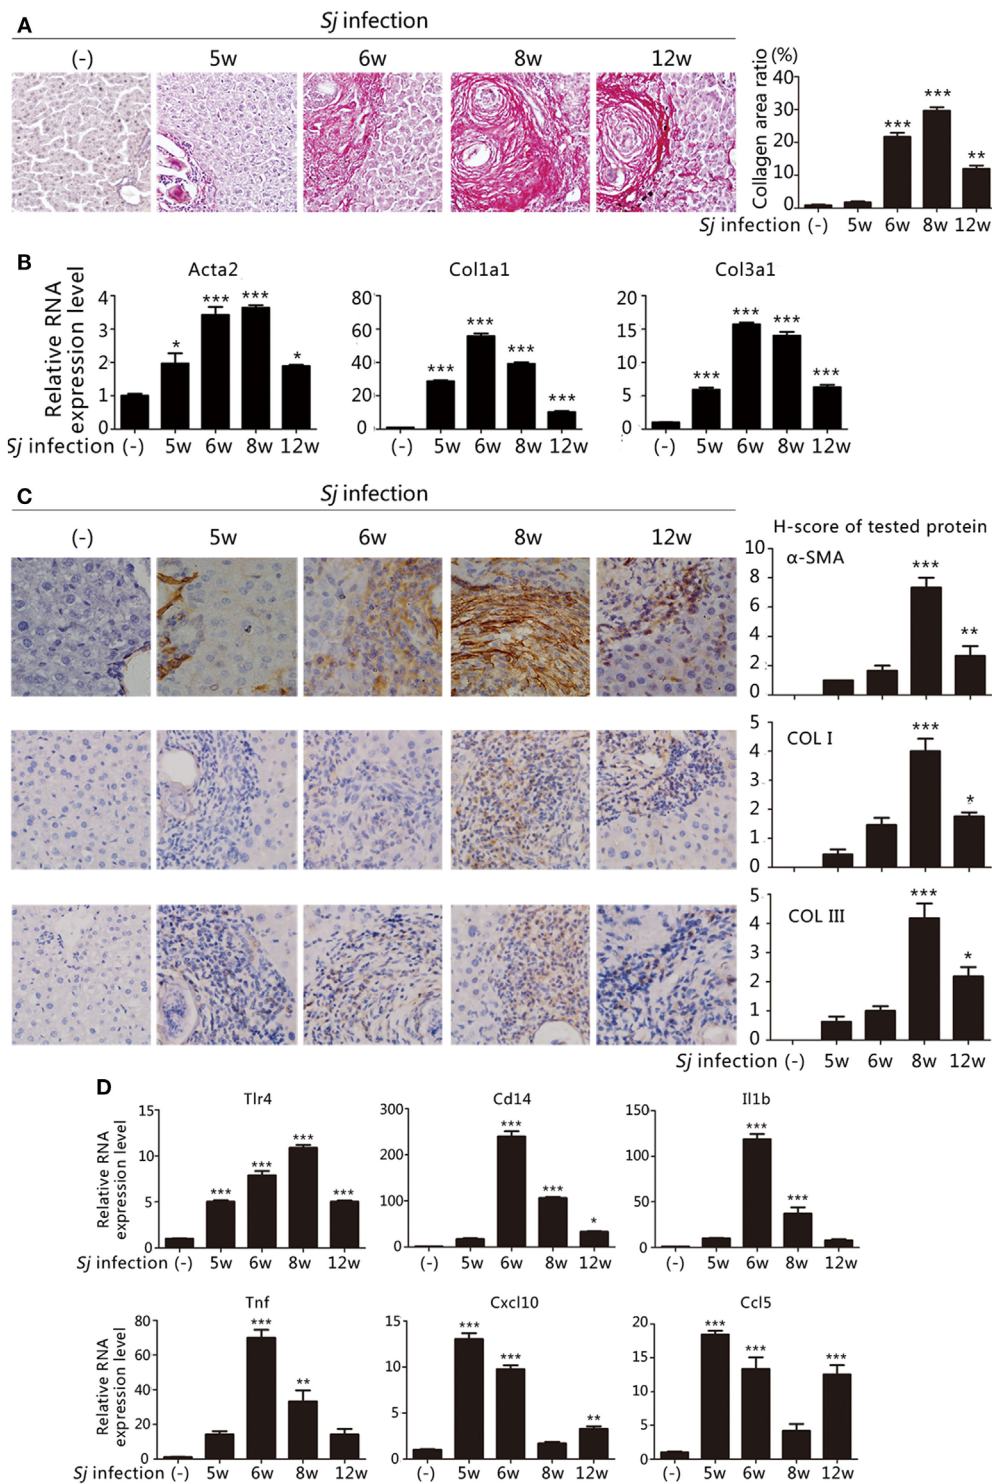 A
Sj infection
(-) 5w 6w 8w 12w
(%)
Collagen area ratio
40
30
20
10
0
*** *** **
Sj infection (-) 5w 6w 8w 12w
B
Relative RNA
expression level
Acta2
4
3
2
1
0
* *** *** *
Sj infection (-) 5w 6w 8w 12w
Col1a1
80
60
40
20
0
*** *** *** ***
(-) 5w 6w 8w 12w
Col3a1
20
15
10
5
0
*** *** *** ***
(-) 5w 6w 8w 12w
C
Sj infection
(-) 5w 6w 8w 12w
H-score of tested protein
α-SMA
10
8
6
4
2
0
*** **
COL I
5
4
3
2
1
0
*** *
COL III
5
4
3
2
1
0
*** *
Sj infection (-) 5w 6w 8w 12w
D
Relative RNA
expression level
Tlr4
15
10
5
0
*** *** *** ***
Sj infection (-) 5w 6w 8w 12w
Cd14
300
200
100
0
*** *** *
(-) 5w 6w 8w 12w
Il1b
150
100
50
0
*** ***
(-) 5w 6w 8w 12w
Relative RNA
expression level
Tnf
80
60
40
20
0
*** **
Sj infection (-) 5w 6w 8w 12w
Cxcl10
15
10
5
0
*** *** **
(-) 5w 6w 8w 12w
Ccl5
20
15
10
5
0
*** *** ***
(-) 5w 6w 8w 12w